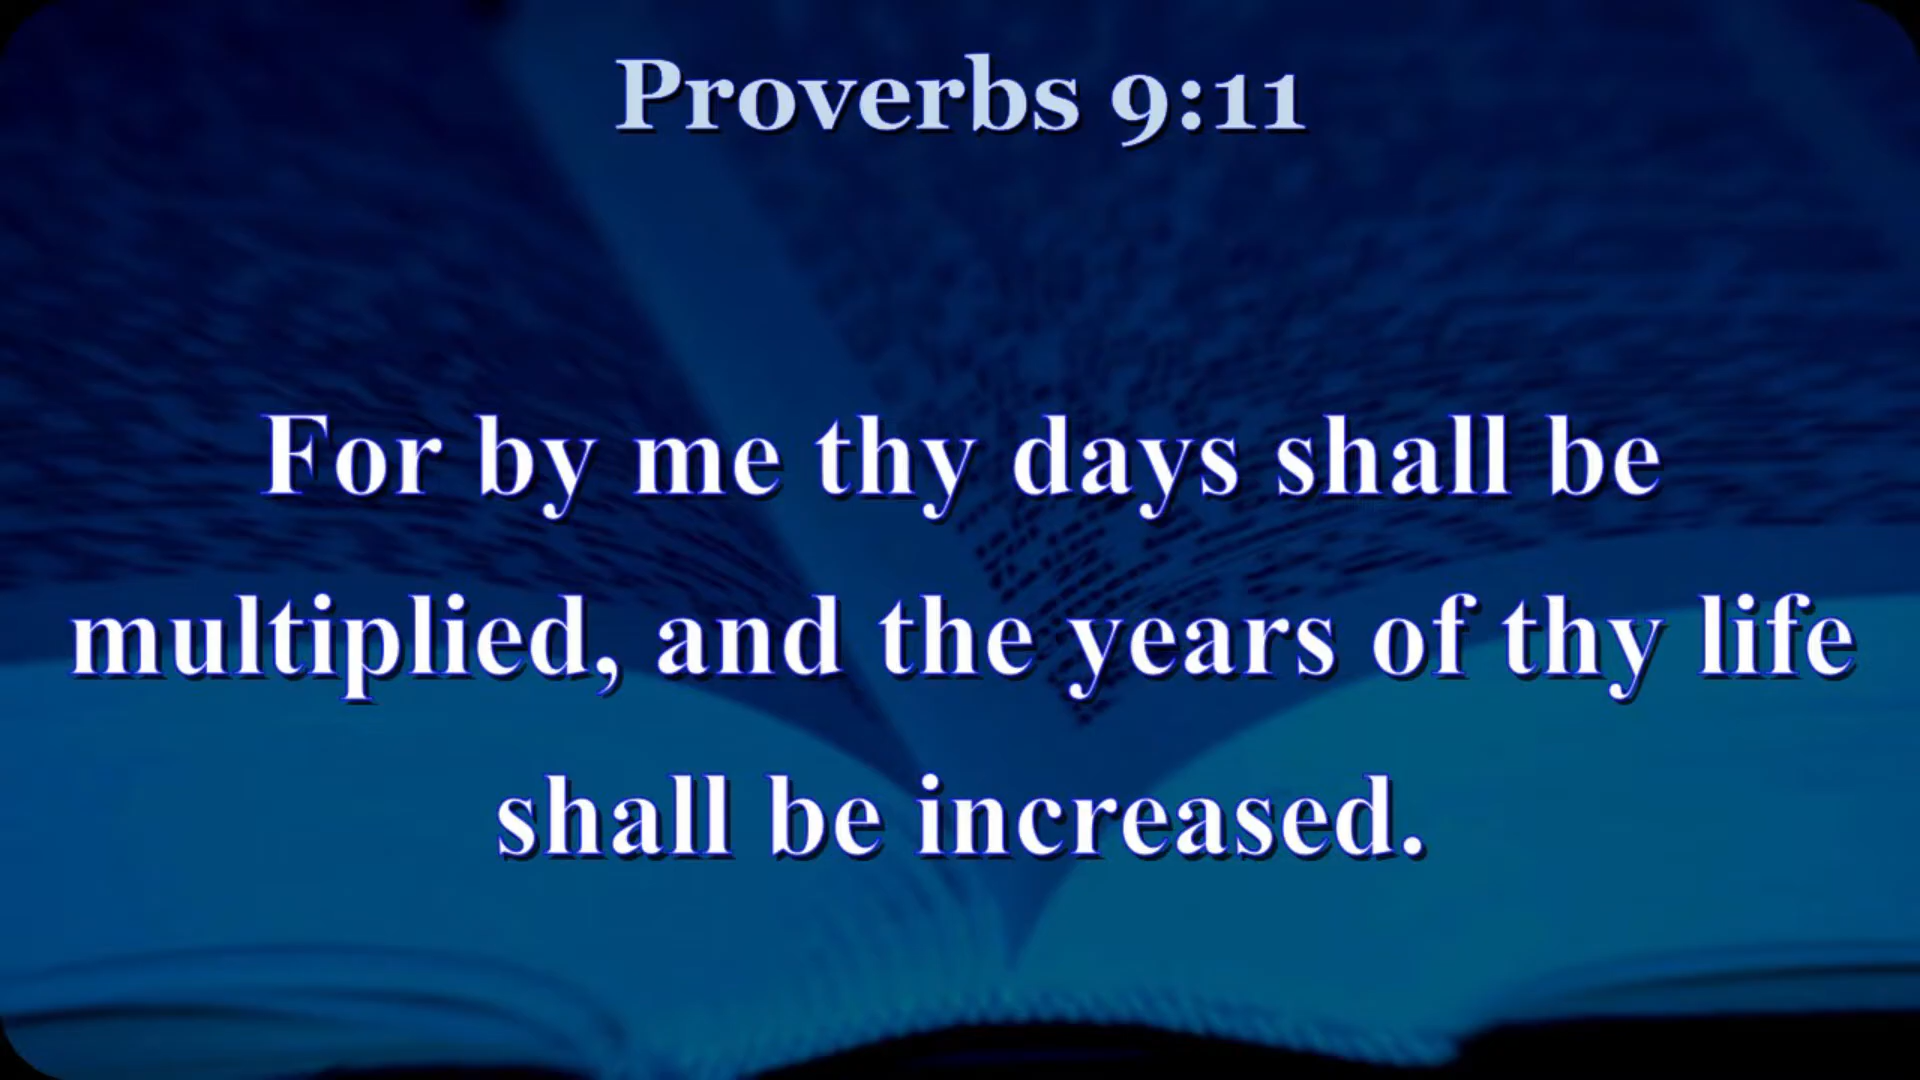 Proverbs 9:11
For by me thy days shall be
multiplied, and the years of thy life
shall be increased.